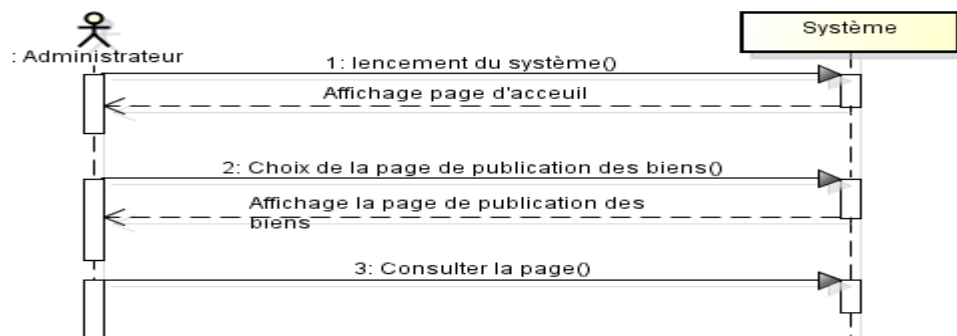 Système
: Administrateur
1: lencement du système()
Affichage page d'acceuil
2: Choix de la page de publication des biens()
Affichage la page de publication des
biens
3: Consulter la page()